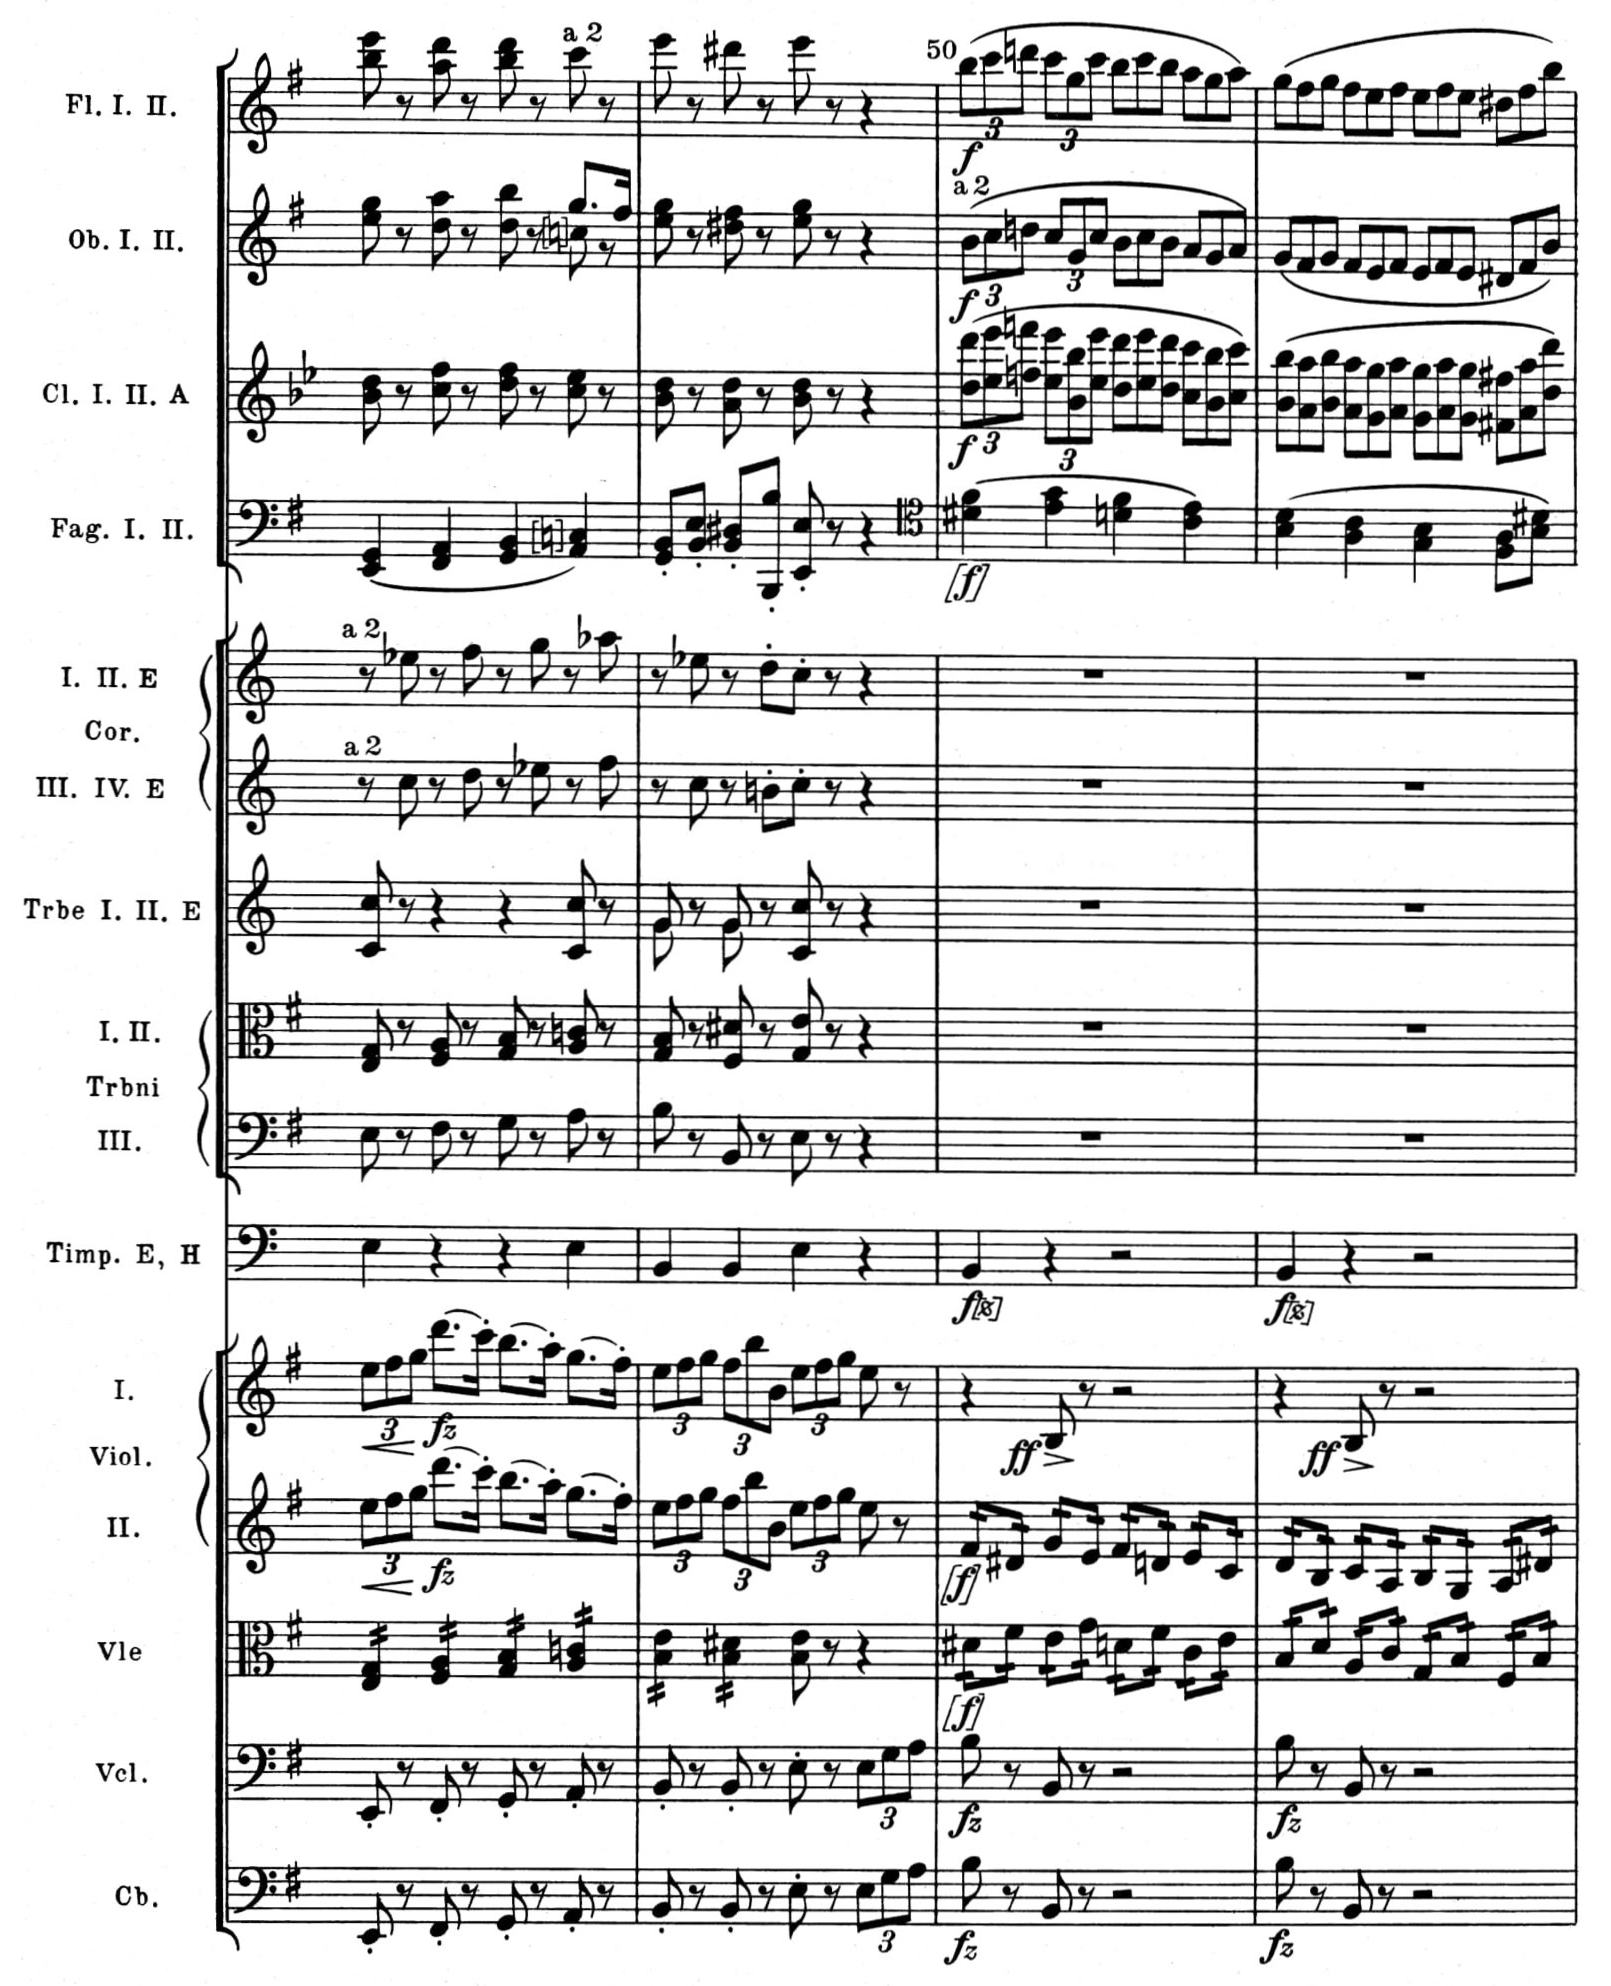 a 2
50
Fl. I. II.
3 3
f
a 2
Ob. I. II.
3
f 3
Cl. I. II. A
f 3
3
Fag. I. II.
[f]
a 2
I. II. E
Cor.
a 2
III. IV. E
Trbe I. II. E
I. II.
Trbni
III.
Timp. E, H
f[z] f[z]
I.
3 fz 3 3 3
Viol.
ff ff
II.
3 fz 3 3 3
[f]
Vle
[f]
Vcl.
3 fz fz
Cb.
3 fz fz